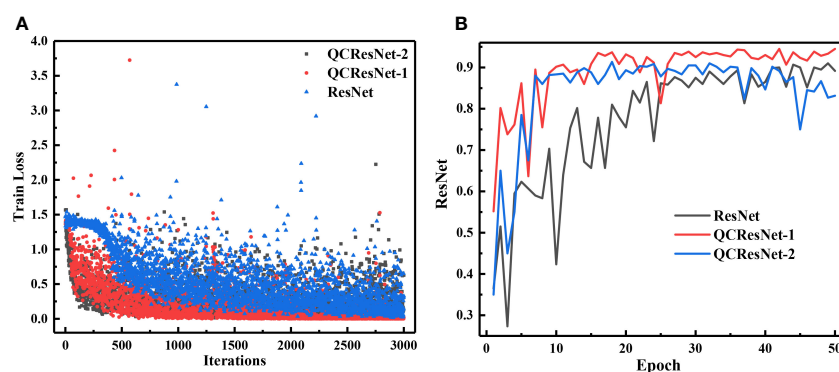 A
4.0
3.5
3.0
2.5
2.0
1.5
1.0
0.5
0.0
Train Loss
QCResNet-2
QCResNet-1
ResNet
0 500 1000 1500 2000 2500 3000
Iterations
B
0.9
0.8
0.7
0.6
0.5
0.4
0.3
ResNet
ResNet
QCResNet-1
QCResNet-2
0 10 20 30 40 50
Epoch